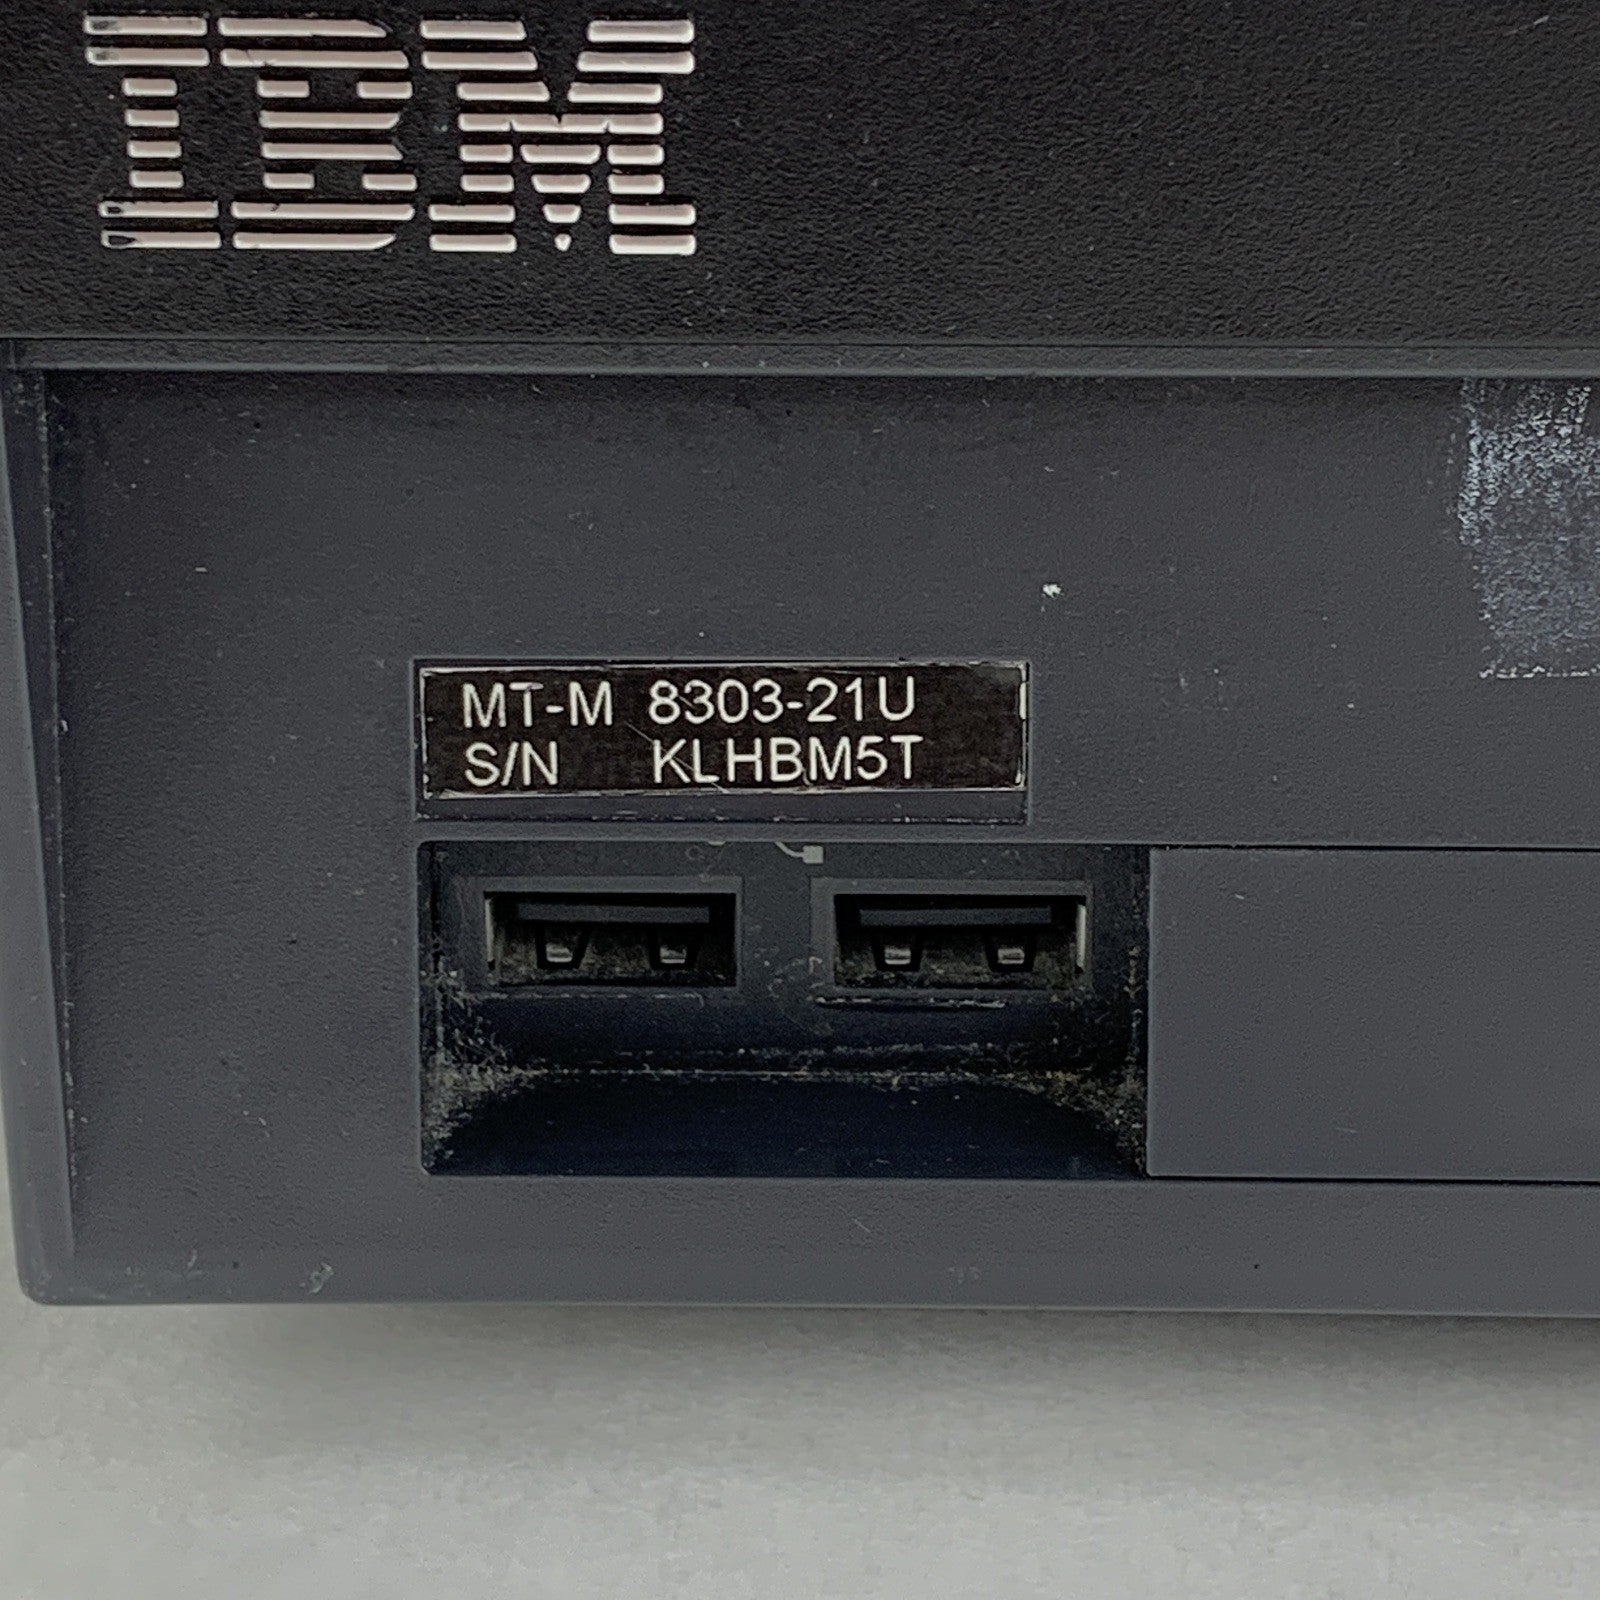 IBM
MT-M 8303-21U
S/N KLHBM5T